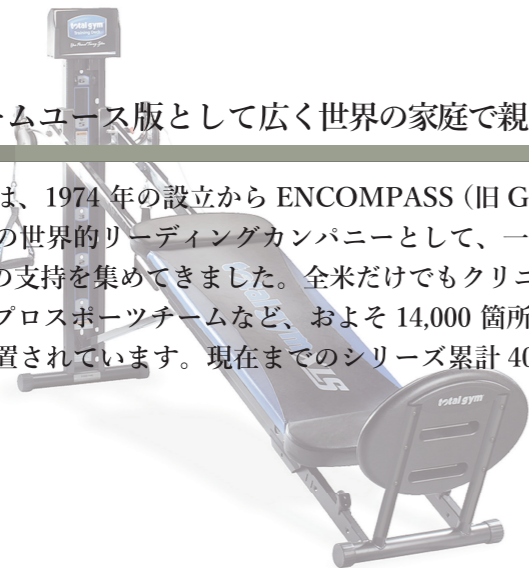 total gym
ームユース版として広く世界の家庭で親
は、1974 年の設立から ENCOMPASS（旧 G
の世界的リーディングカンパニーとして、一
の支持を集めてきました。全米だけでもクリニ
プロスポーツチームなど、およそ 14,000 箇所
置されています。現在までのシリーズ累計 40
total gym XLS
total gym